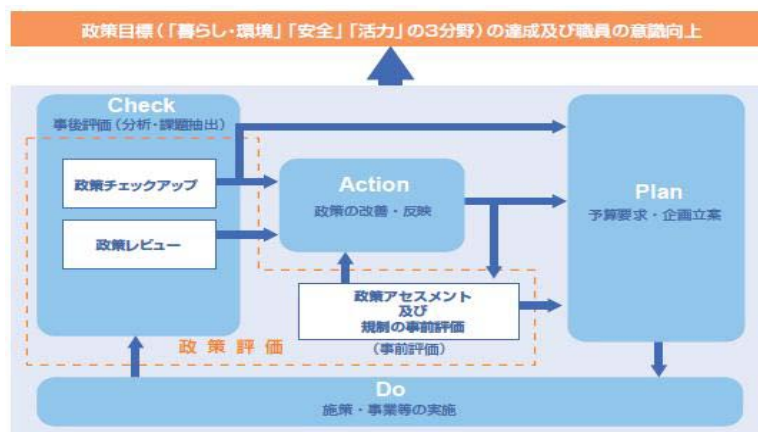 政策目標(「暮らし・環境」「安全」「活力」の3分野)の達成及び職員の意識向上
Check
事後評価(分析・課題抽出)
政策チェックアップ
政策レビュー
Action
政策の改善・反映
政策アセスメント
及び
規制の事前評価
(事前評価)
政策評価
Plan
予算要求・企画立案
Do
施策・事業等の実施